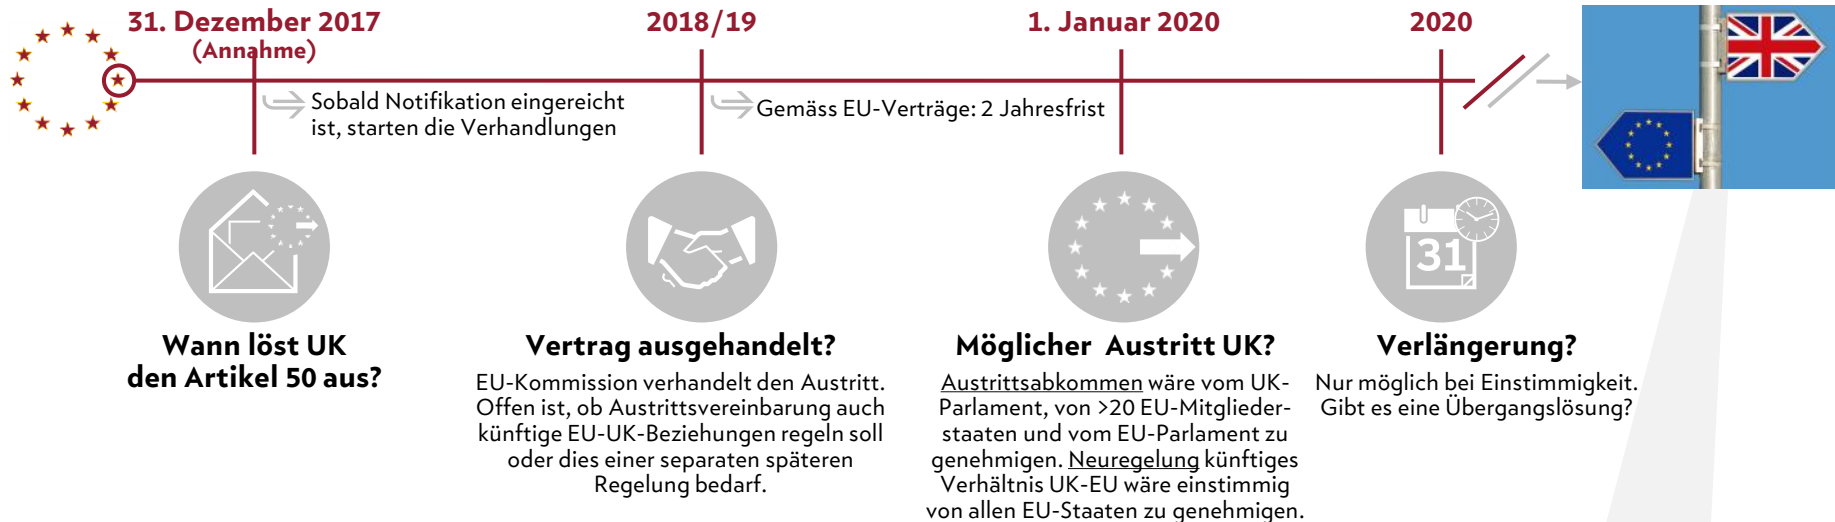 31. Dezember 2017
(Annahme)
2018/19
1. Januar 2020
2020
Sobald Notifikation eingereicht
ist, starten die Verhandlungen
Gemäss EU-Verträge: 2 Jahresfrist
31
Wann löst UK
den Artikel 50 aus?
Vertrag ausgehandelt?
EU-Kommission verhandelt den Austritt.
Offen ist, ob Austrittsvereinbarung auch
künftige EU-UK-Beziehungen regeln soll
oder dies einer separaten späteren
Regelung bedarf.
Möglicher Austritt UK?
Austrittsabkommen wäre vom UK-
Parlament, von >20 EU-Mitglieder-
staaten und vom EU-Parlament zu
genehmigen. Neuregelung künftiges
Verhältnis UK-EU wäre einstimmig
von allen EU-Staaten zu genehmigen.
Verlängerung?
Nur möglich bei Einstimmigkeit.
Gibt es eine Übergangslösung?